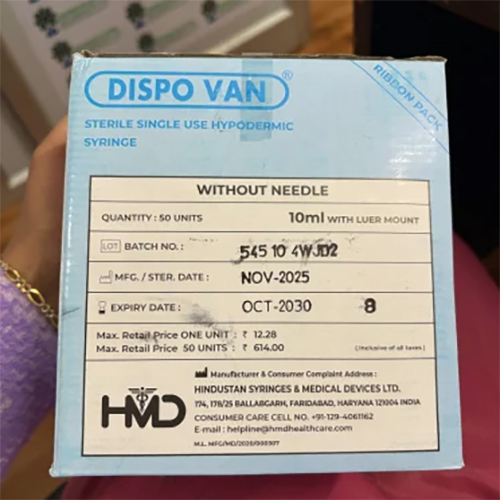 DISPO VAN®
RIBBON PACK
STERILE SINGLE USE HYPODERMIC
SYRINGE
WITHOUT NEEDLE
QUANTITY : 50 UNITS 10ml WITH LUER MOUNT
LOT BATCH NO. : 545 10 4WJD2
MFG. / STER. DATE : NOV-2025
EXPIRY DATE : OCT-2030 8
Max. Retail Price ONE UNIT : ₹ 12.28
Max. Retail Price 50 UNITS : ₹ 614.00 (Inclusive of all taxes)
Manufacturer & Consumer Complaint Address :
HINDUSTAN SYRINGES & MEDICAL DEVICES LTD.
174, 178/25 BALLABGARH, FARIDABAD, HARYANA 121004 INDIA
CONSUMER CARE CELL NO. +91-129-4061162
E-mail : helpline@hmdhealthcare.com
M.L. MFG/MD/2020/000307
HMD